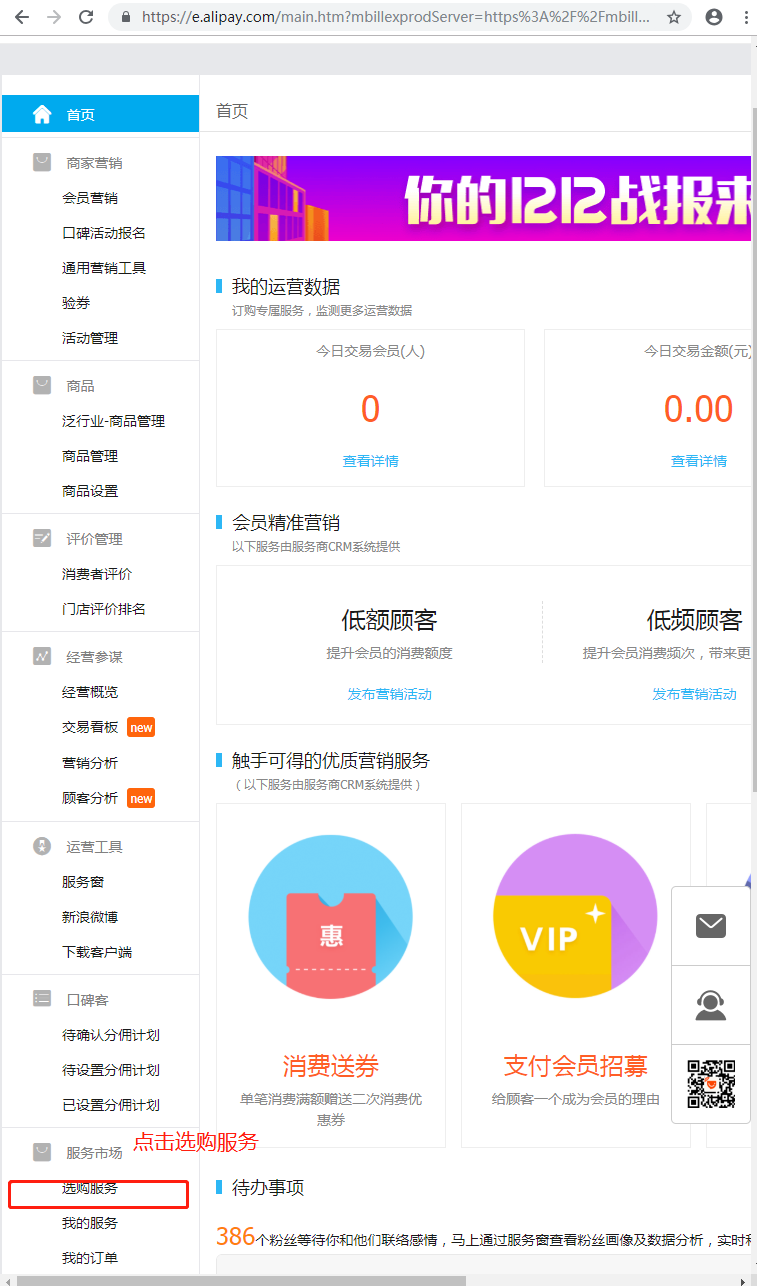 https://e.alipay.com/main.htm?mbillexprodServer=https%3A%2F%2Fmbill...
首页
商家营销
会员营销
口碑活动报名
通用营销工具
验券
活动管理
商品
泛行业-商品管理
商品管理
商品设置
评价管理
消费者评价
门店评价排名
经营参谋
经营概览
交易看板 new
营销分析
顾客分析 new
运营工具
服务窗
新浪微博
下载客户端
口碑客
待确认分佣计划
待设置分佣计划
已设置分佣计划
服务市场
点击选购服务
选购服务
我的服务
我的订单
首页
你的1212战报来
我的运营数据
订购专属服务，监测更多运营数据
今日交易会员(人)
0
查看详情
今日交易金额(元)
0.00
查看详情
会员精准营销
以下服务由服务商CRM系统提供
低额顾客
提升会员的消费额度
发布营销活动
低频顾客
提升会员消费频次，带来更
发布营销活动
触手可得的优质营销服务
（以下服务由服务商CRM系统提供）
惠
消费送券
单笔消费满额赠送二次消费优
惠券
VIP
支付会员招募
给顾客一个成为会员的理由
待办事项
386个粉丝等待你和他们联络感情，马上通过服务窗查看粉丝画像及数据分析，实时和